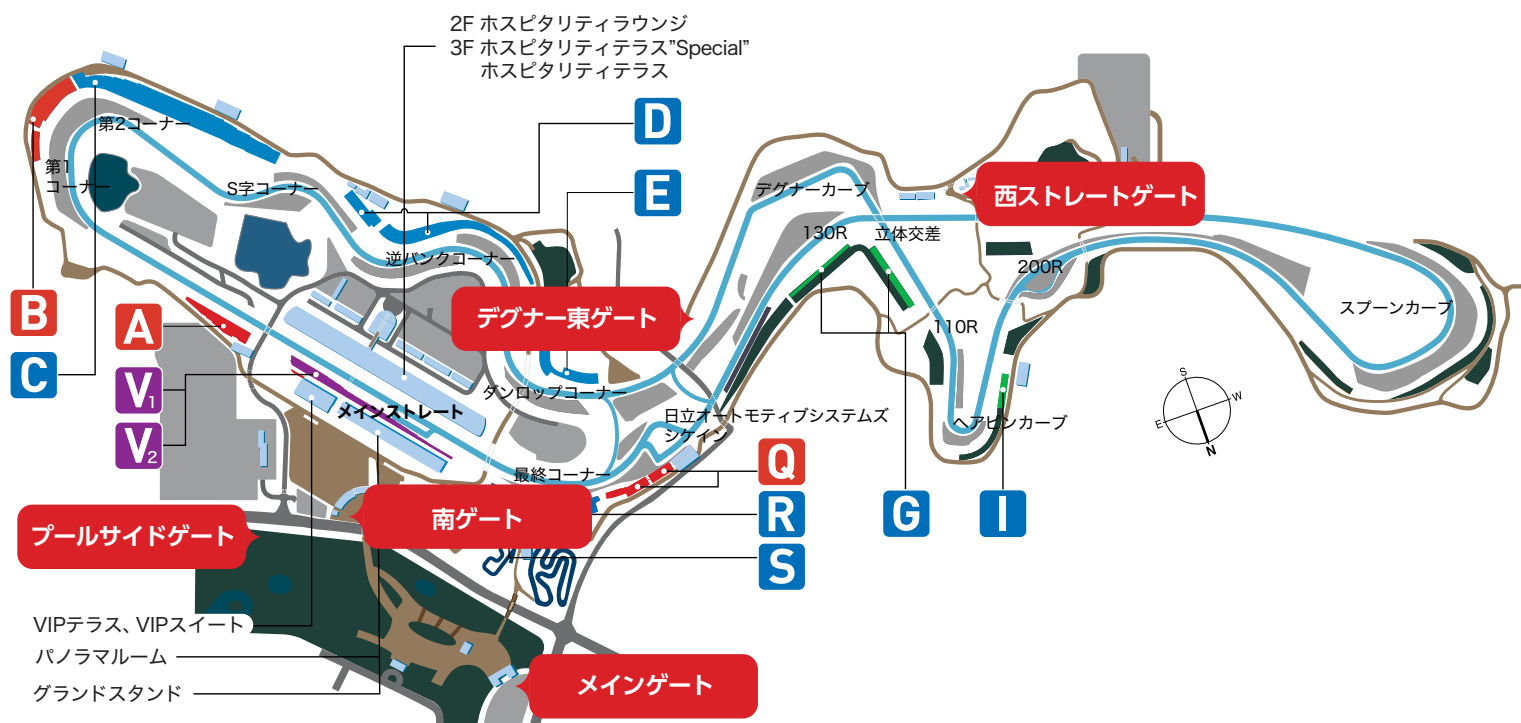 2F ホスピタリティラウンジ
3F ホスピタリティテラス”Special”
ホスピタリティテラス
D
E
第2コーナー
第1
コーナー
S字コーナー
逆バンクコーナー
デグナーカーブ
130R
立体交差
西ストレートゲート
200R
スプーンカーブ
110R
デグナー東ゲート
B
A
C
V1
V2
ダンロップコーナー
メインストレート
日立オートモティブシステムズ
シケイン
ヘアピンカーブ
S
W
E
N
最終コーナー
Q
R
S
G
I
南ゲート
プールサイドゲート
VIPテラス、VIPスイート
パノラマルーム
グランドスタンド
メインゲート